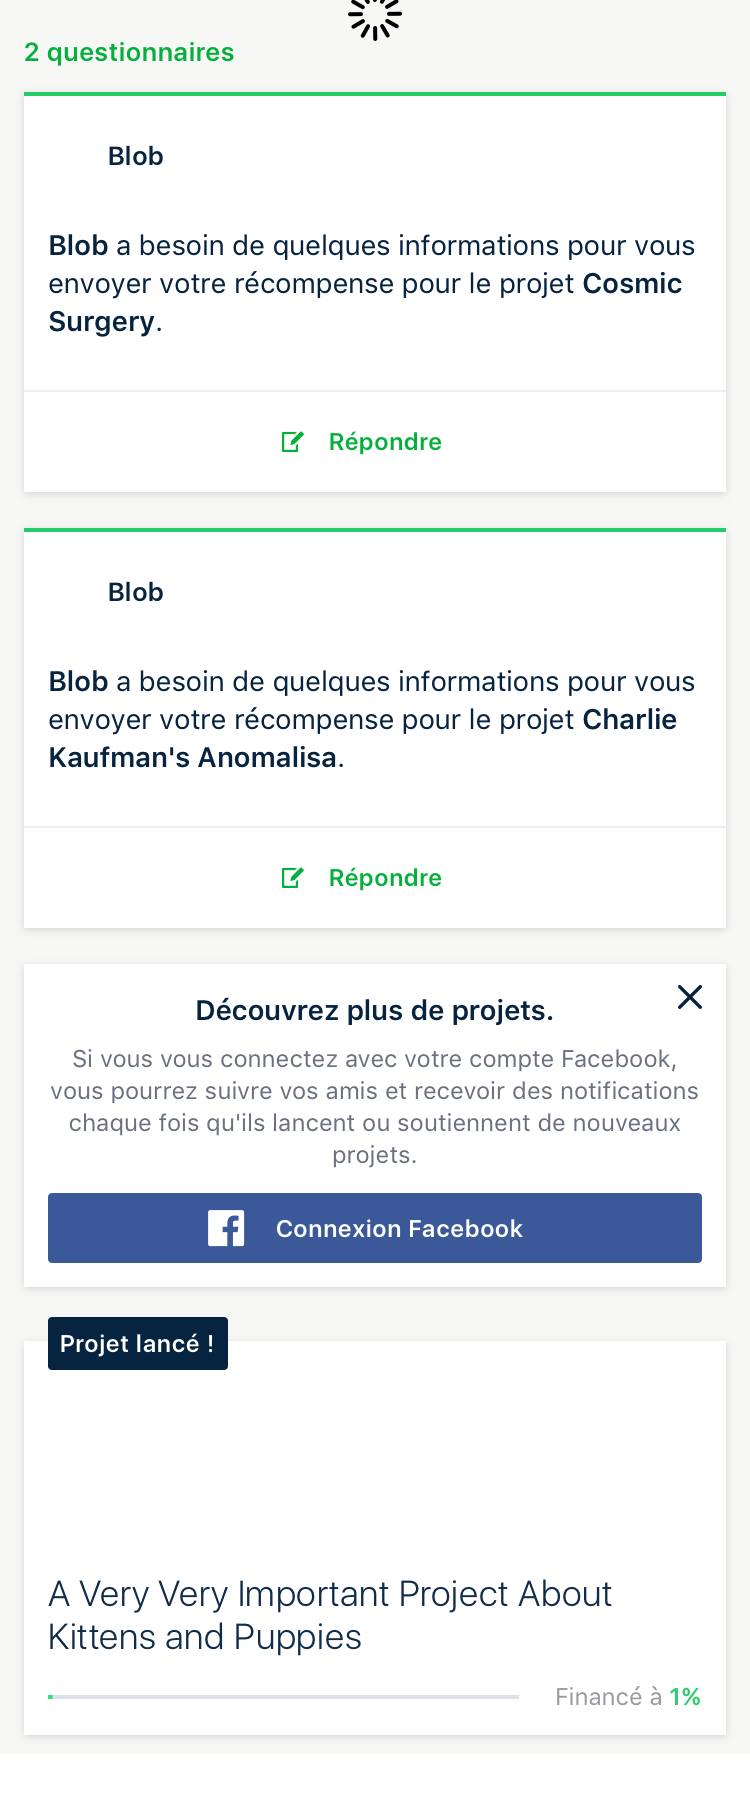 2 questionnaires
Blob
Blob a besoin de quelques informations pour vous
envoyer votre récompense pour le projet Cosmic
Surgery.
Répondre
Blob
Blob a besoin de quelques informations pour vous
envoyer votre récompense pour le projet Charlie
Kaufman's Anomalisa.
Répondre
Découvrez plus de projets.
Si vous vous connectez avec votre compte Facebook,
vous pourrez suivre vos amis et recevoir des notifications
chaque fois qu'ils lancent ou soutiennent de nouveaux
projets.
Connexion Facebook
Projet lancé !
A Very Very Important Project About
Kittens and Puppies
Financé à 1%